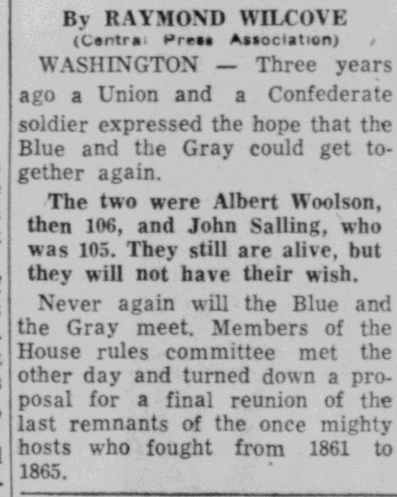 By RAYMOND WILCOVE
(Central Press Association)
WASHINGTON — Three years
ago a Union and a Confederate
soldier expressed the hope that the
Blue and the Gray could get to-
gether again.
The two were Albert Woolson,
then 106, and John Salling, who
was 105. They still are alive, but
they will not have their wish.
Never again will the Blue and
the Gray meet. Members of the
House rules committee met the
other day and turned down a pro-
posal for a final reunion of the
last remnants of the once mighty
hosts who fought from 1861 to
1865.